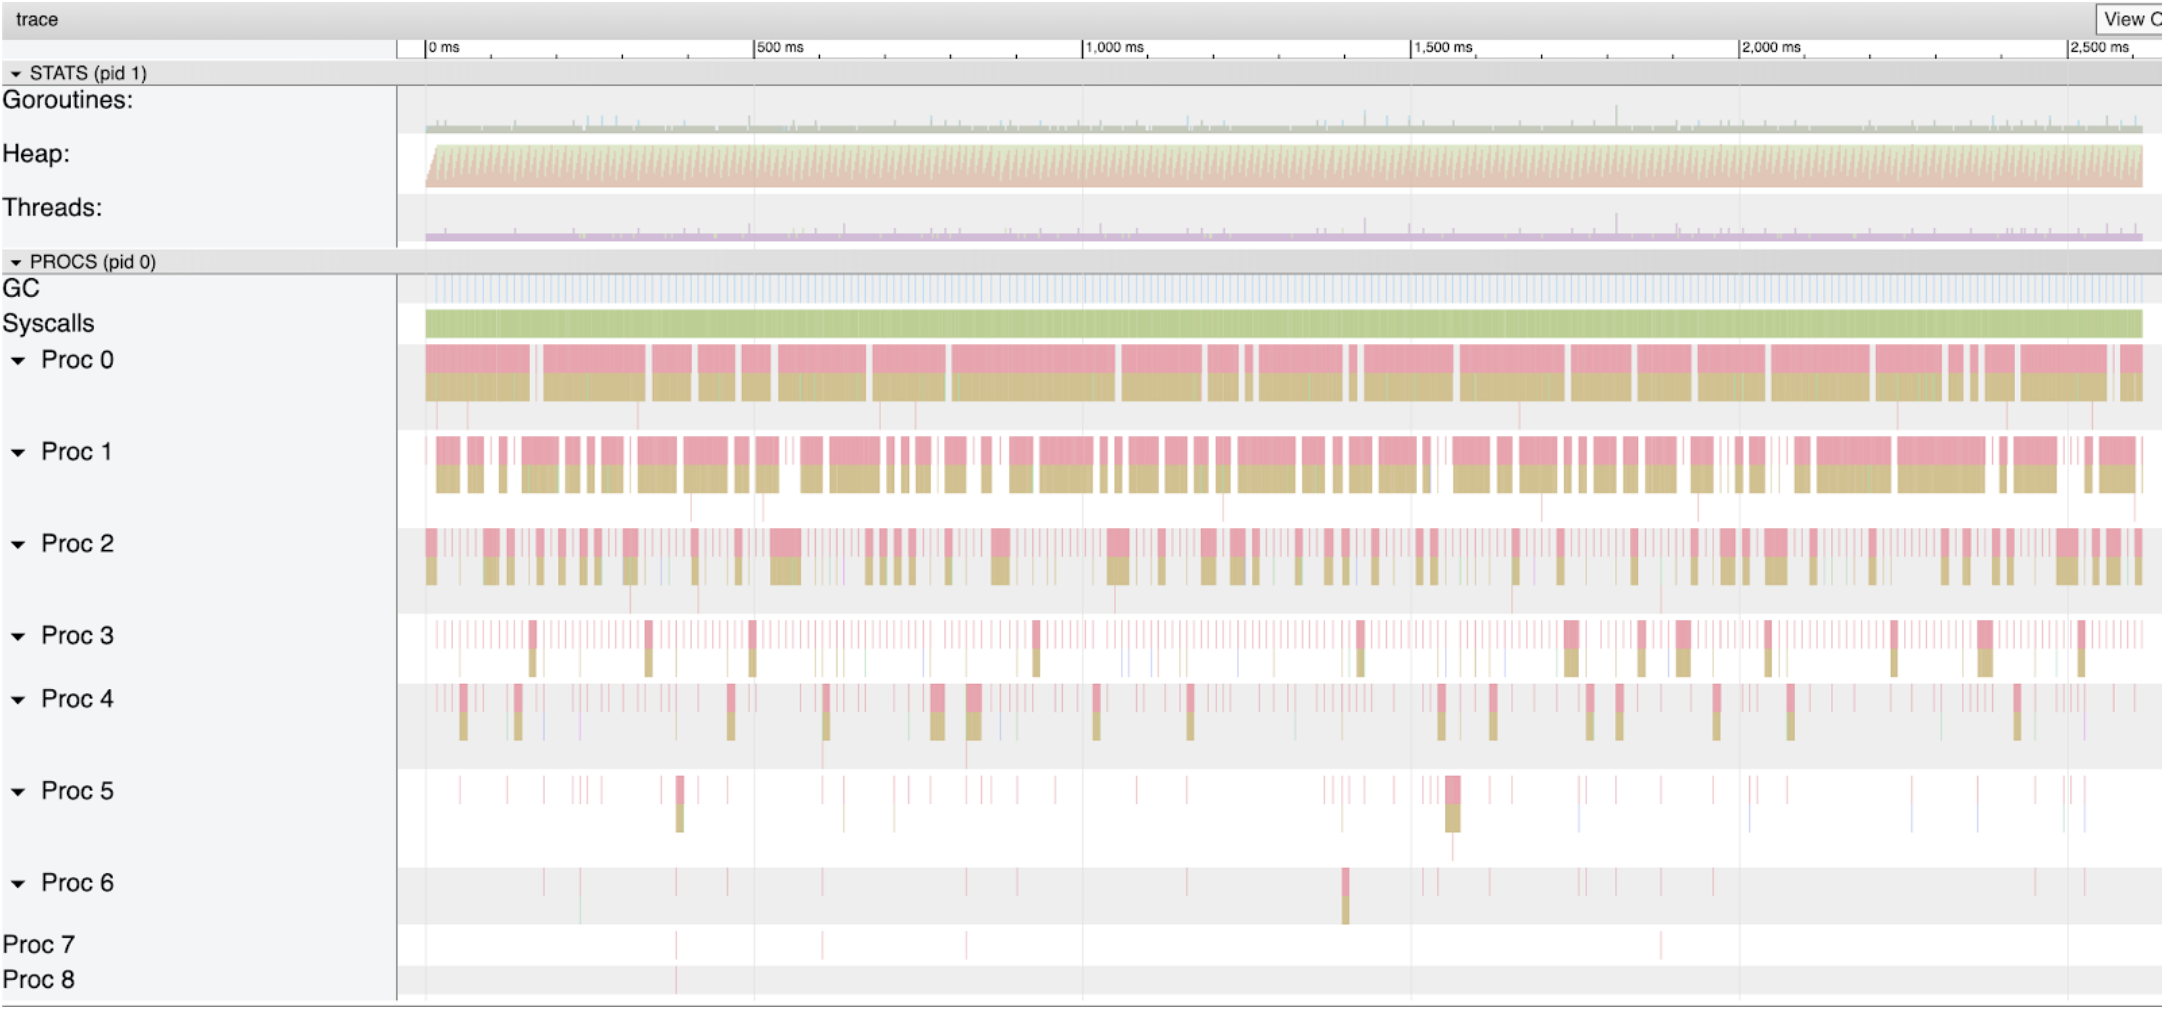 trace
View
0 ms
500 ms
1,000 ms
1,500 ms
2,000 ms
2,500 ms
STATS (pid 1)
Goroutines:
Heap:
Threads:
PROCS (pid 0)
GC
Syscalls
Proc 0
Proc 1
Proc 2
Proc 3
Proc 4
Proc 5
Proc 6
Proc 7
Proc 8